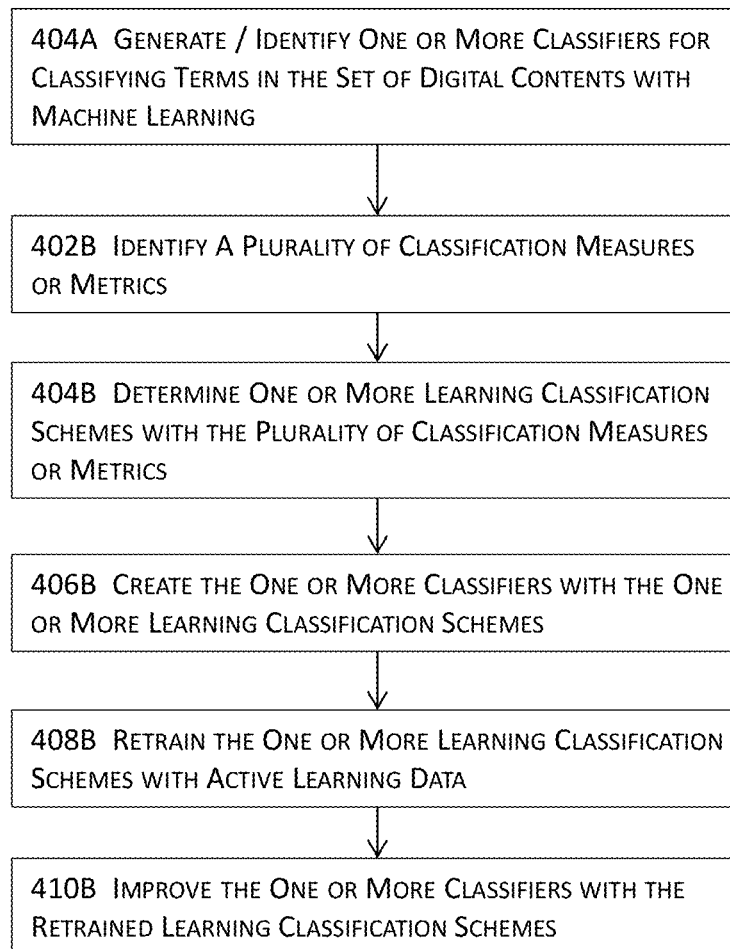 404A GENERATE / IDENTIFY ONE OR MORE CLASSIFIERS FOR
CLASSIFYING TERMS IN THE SET OF DIGITAL CONTENTS WITH
MACHINE LEARNING
402B IDENTIFY A PLURALITY OF CLASSIFICATION MEASURES
OR METRICS
404B DETERMINE ONE OR MORE LEARNING CLASSIFICATION
SCHEMES WITH THE PLURALITY OF CLASSIFICATION MEASURES
OR METRICS
406B CREATE THE ONE OR MORE CLASSIFIERS WITH THE ONE
OR MORE LEARNING CLASSIFICATION SCHEMES
408B RETRAIN THE ONE OR MORE LEARNING CLASSIFICATION
SCHEMES WITH ACTIVE LEARNING DATA
410B IMPROVE THE ONE OR MORE CLASSIFIERS WITH THE
RETRAINED LEARNING CLASSIFICATION SCHEMES